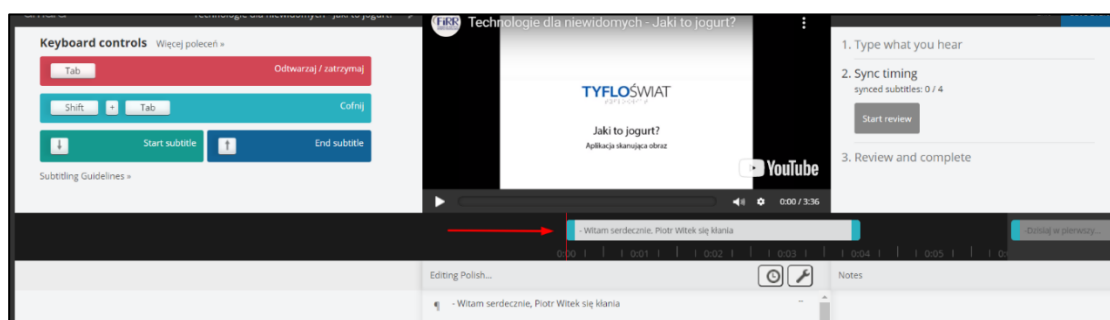 Keyboard controls Więcej poleceń »
Tab Odtwarzaj / zatrzymaj
Shift + Tab Cofnij
↓ Start subtitle ↑ End subtitle
Subtitling Guidelines »
FiRR Technologie dla niewidomych - Jaki to jogurt?
TYFLOŚWIAT
Jaki to jogurt?
Aplikacja skanująca obraz
YouTube
0:00 / 3:36
1. Type what you hear
2. Sync timing
synced subtitles: 0 / 4
Start review
3. Review and complete
- Witam serdecznie, Piotr Witek się kłania
-Dzisiaj w pierwszy...
0:00 0:01 0:02 0:03 0:04 0:05
Editing Polish...
Notes
¶ - Witam serdecznie, Piotr Witek się kłania --